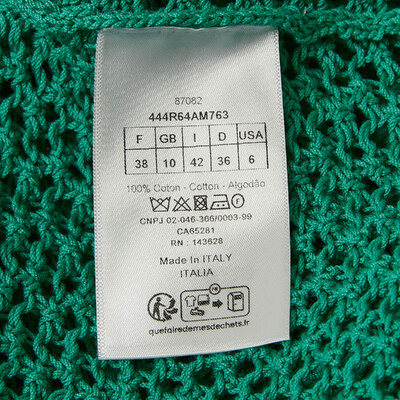 87082
444R64AM763
F GB I D USA
38 10 42 36 6
100% Coton - Cotton - Algodão
CNPJ 02-046-366/0003-99
CA65281
RN : 143628
Made In ITALY
ITALIA
FR
quefairedemesdechets.fr